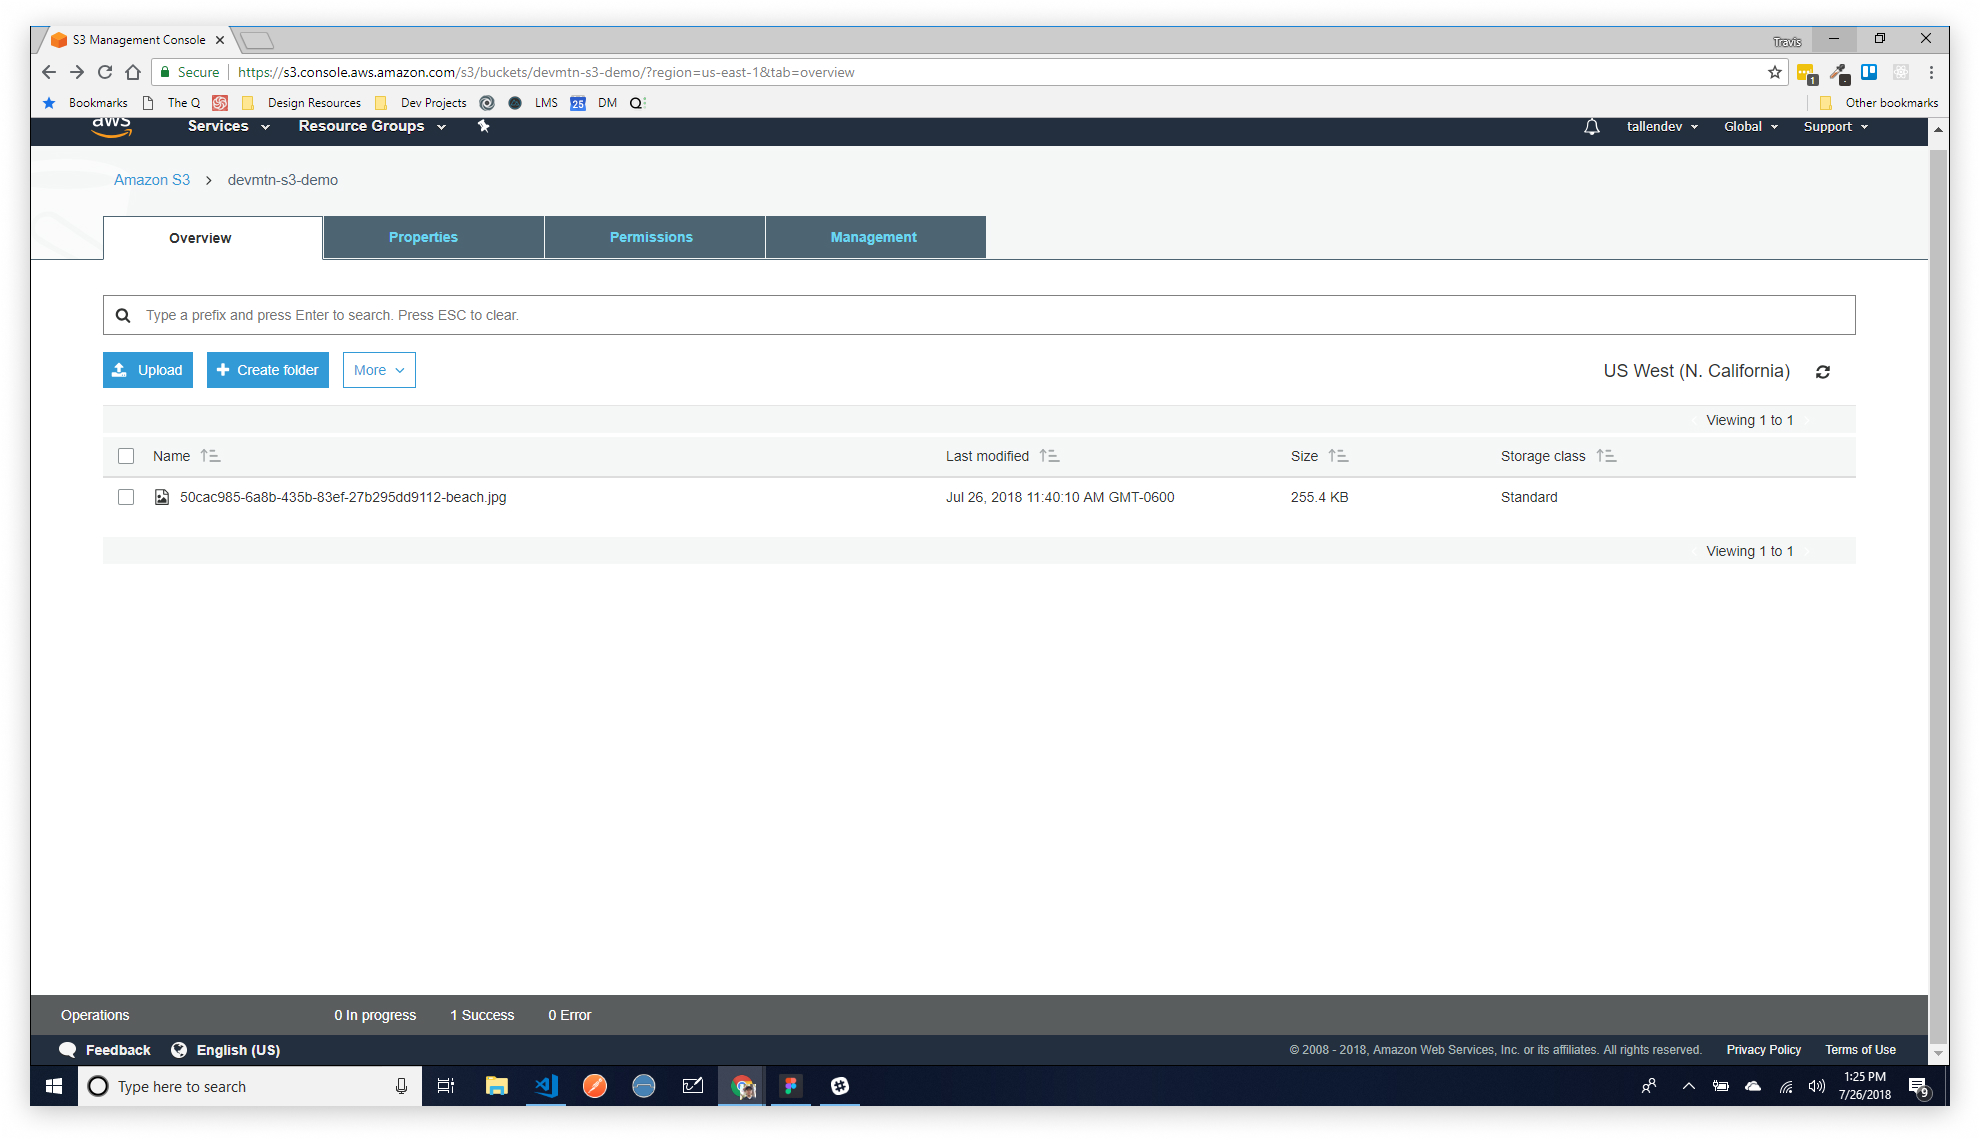 S3 Management Console
Travis
Secure https://s3.console.aws.amazon.com/s3/buckets/devmtn-s3-demo/?region=us-east-1&tab=overview
1
Bookmarks The Q Design Resources Dev Projects LMS 25 DM Q Other bookmarks
aws Services Resource Groups tallendev Global Support
Amazon S3 > devmtn-s3-demo
Overview Properties Permissions Management
Type a prefix and press Enter to search. Press ESC to clear.
Upload + Create folder More US West (N. California)
Viewing 1 to 1
Name Last modified Size Storage class
50cac985-6a8b-435b-83ef-27b295dd9112-beach.jpg Jul 26, 2018 11:40:10 AM GMT-0600 255.4 KB Standard
Viewing 1 to 1
Operations 0 In progress 1 Success 0 Error
Feedback English (US) © 2008 - 2018, Amazon Web Services, Inc. or its affiliates. All rights reserved. Privacy Policy Terms of Use
Type here to search 1:25 PM
7/26/2018 9